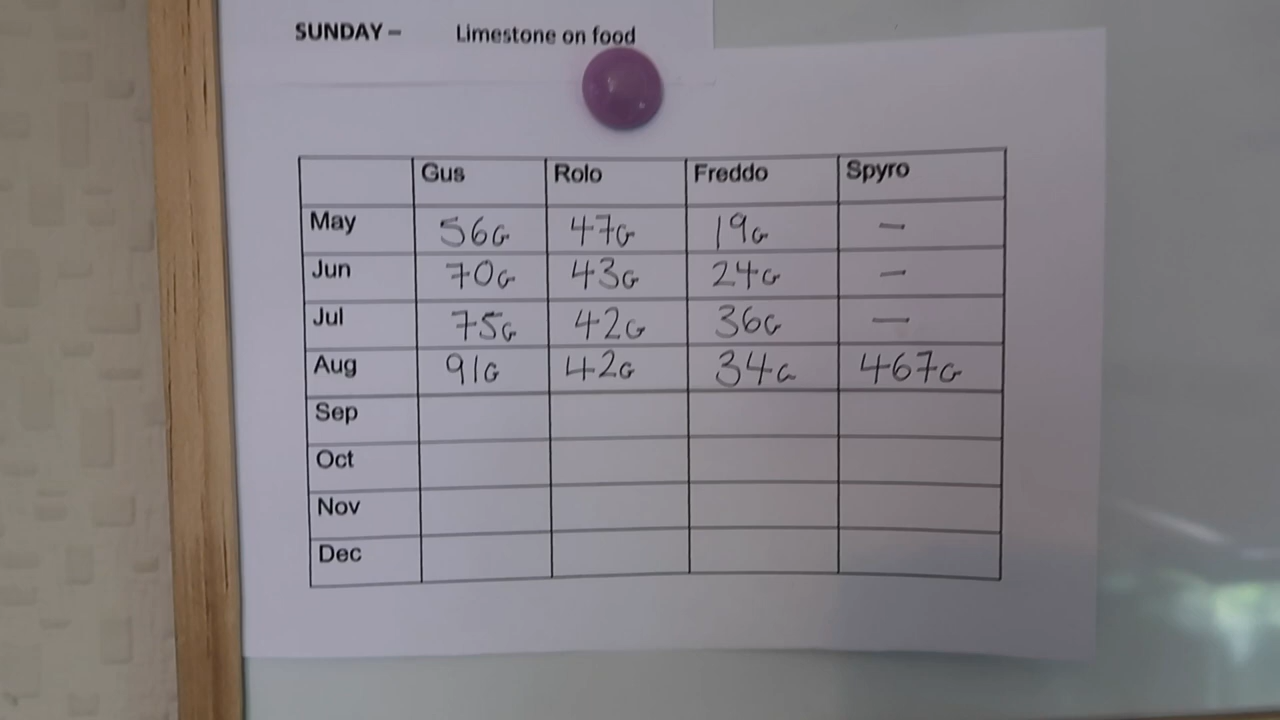 SUNDAY – Limestone on food
Gus Rolo Freddo Spyro
May 56G 47G 19G —
Jun 70G 43G 24G —
Jul 75G 42G 36G —
Aug 91G 42G 34G 467G
Sep
Oct
Nov
Dec